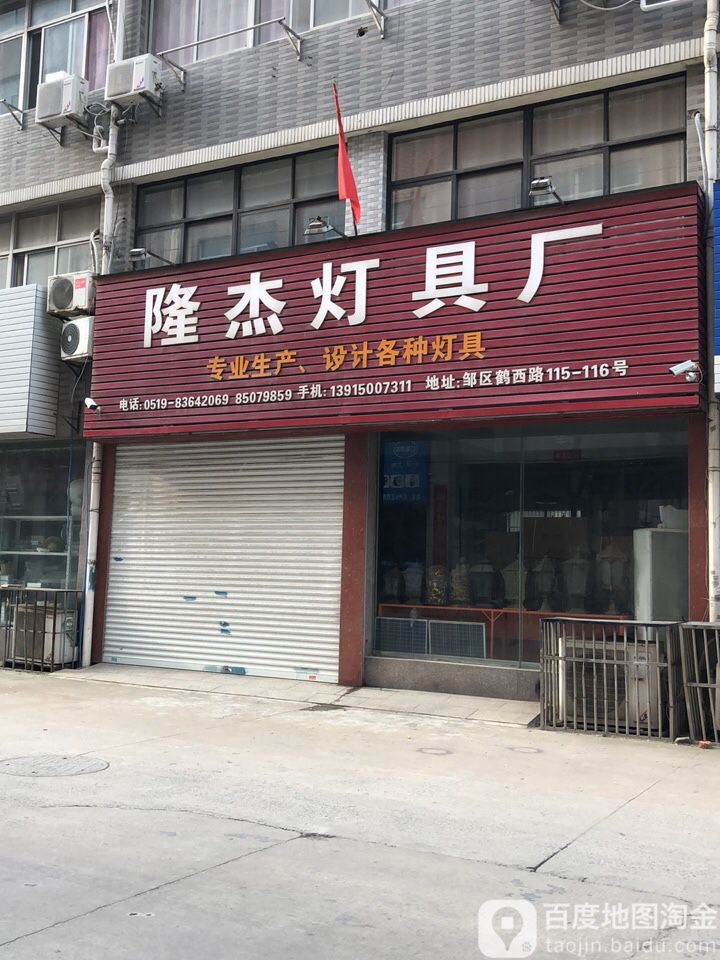 隆杰灯具厂
专业生产、设计各种灯具
电话:0519-83642069 85079859 手机:13915007311 地址:邹区鹤西路115-116号
百度地图淘金
taojin.baidu.com